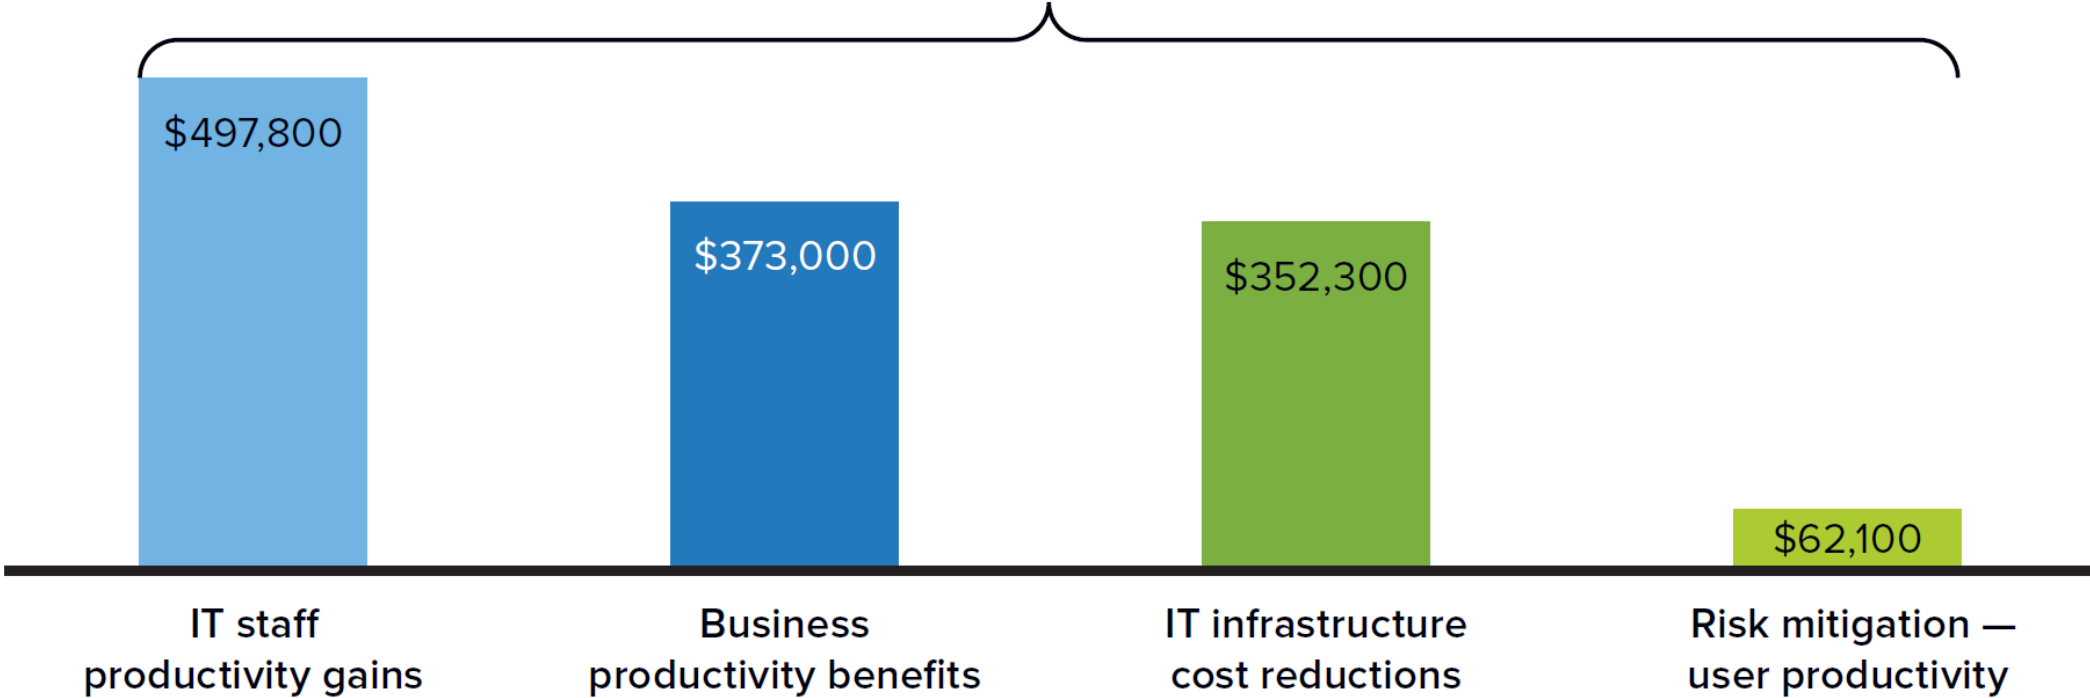 $497,800
$373,000
$352,300
$62,100
IT staff
productivity gains
Business
productivity benefits
IT infrastructure
cost reductions
Risk mitigation —
user productivity